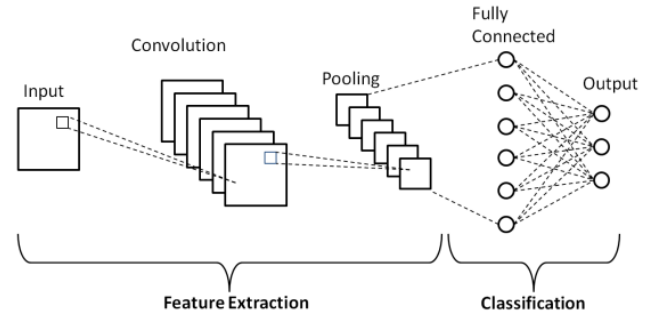 Input
Convolution
Pooling
Fully
Connected
Output
Feature Extraction
Classification